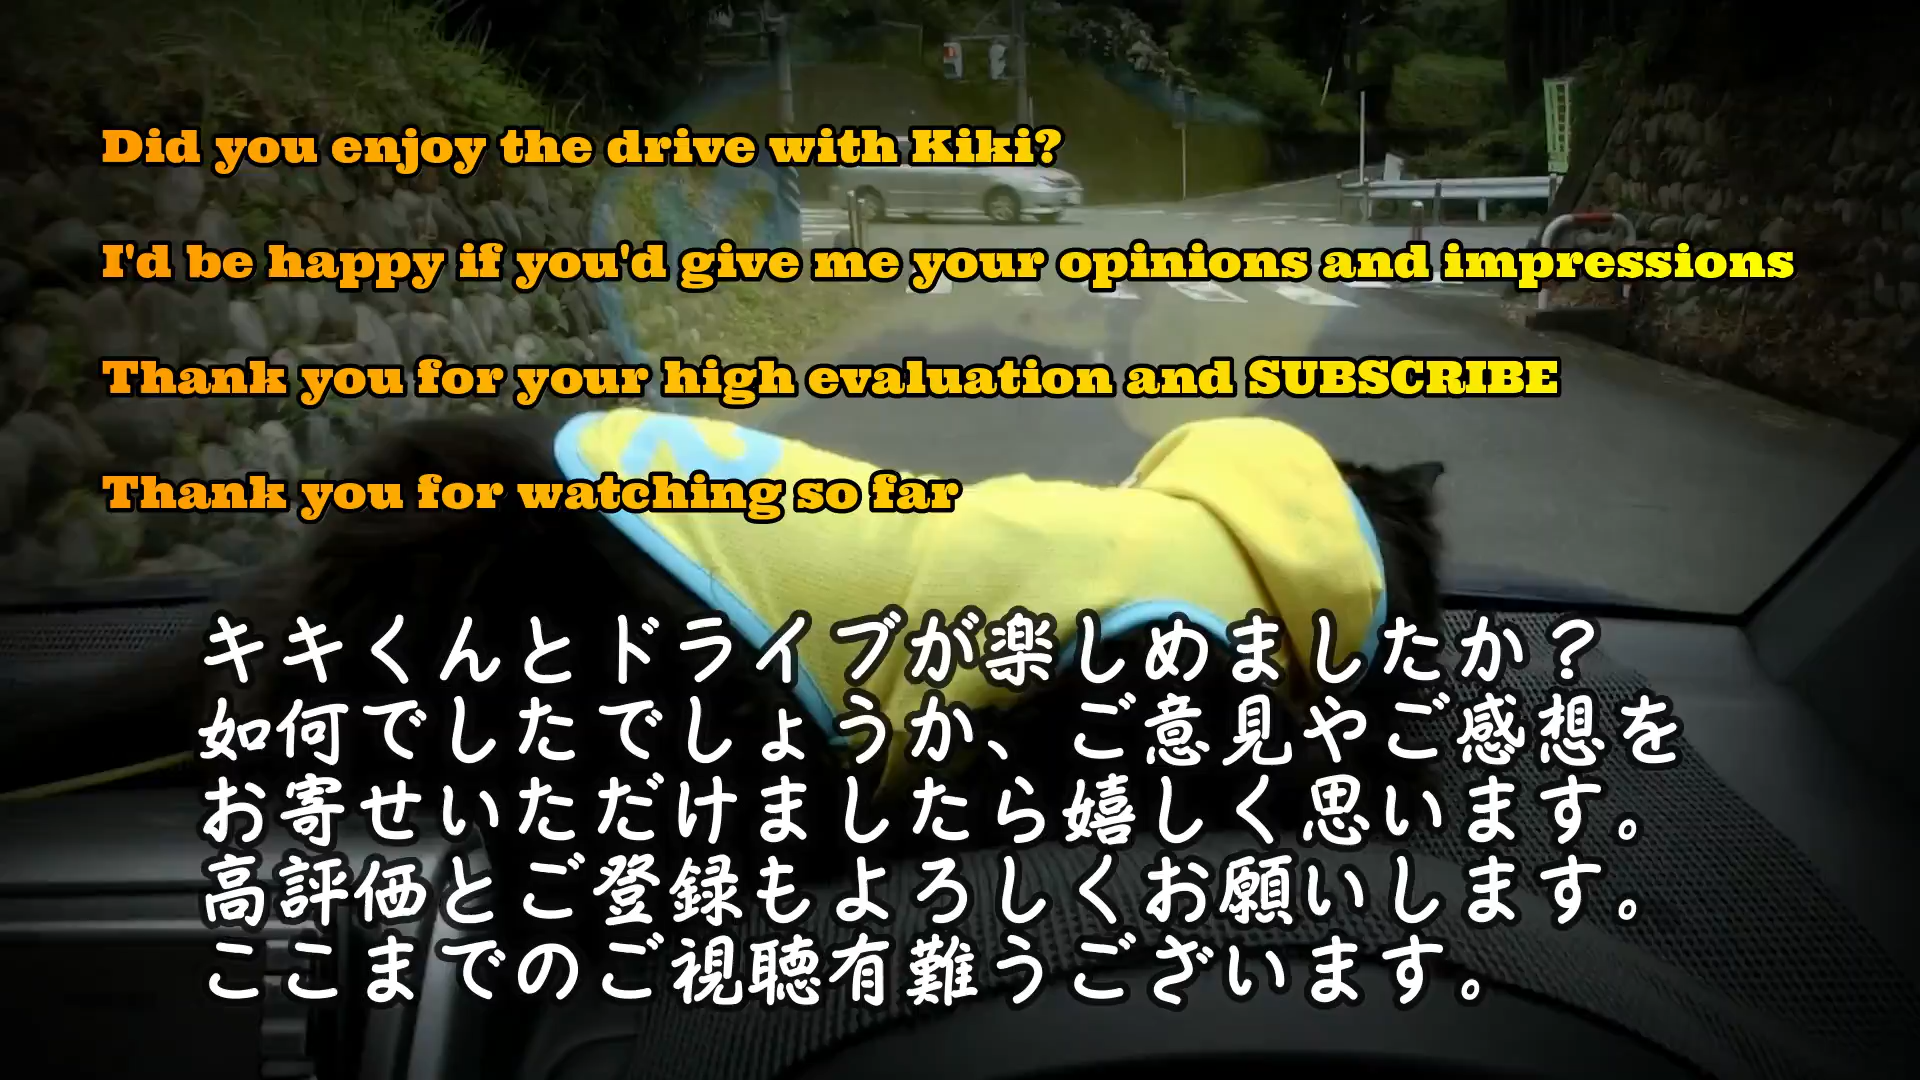 Did you enjoy the drive with Kiki?
I'd be happy if you'd give me your opinions and impressions
Thank you for your high evaluation and SUBSCRIBE
Thank you for watching so far
キキくんとドライブが楽しめましたか？
如何でしたでしょうか、ご意見やご感想を
お寄せいただけましたら嬉しく思います。
高評価とご登録もよろしくお願いします。
ここまでのご視聴有難うございます。